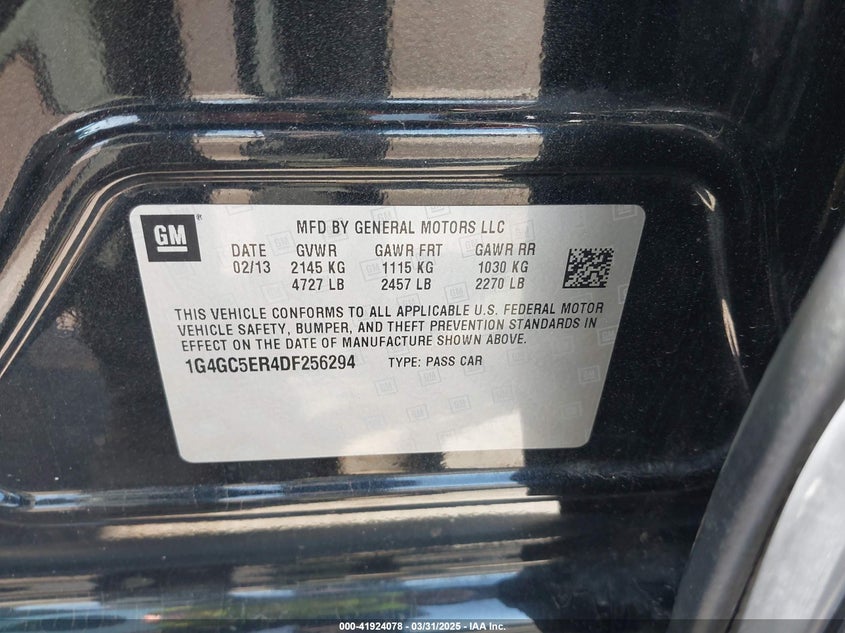 GM
MFD BY GENERAL MOTORS LLC
DATE GVWR GAWR FRT GAWR RR
02/13 2145 KG 1115 KG 1030 KG
4727 LB 2457 LB 2270 LB
THIS VEHICLE CONFORMS TO ALL APPLICABLE U.S. FEDERAL MOTOR
VEHICLE SAFETY, BUMPER, AND THEFT PREVENTION STANDARDS IN
EFFECT ON THE DATE OF MANUFACTURE SHOWN ABOVE.
1G4GC5ER4DF256294 TYPE: PASS CAR
000-41924078 - 03/31/2025 - IAA Inc.